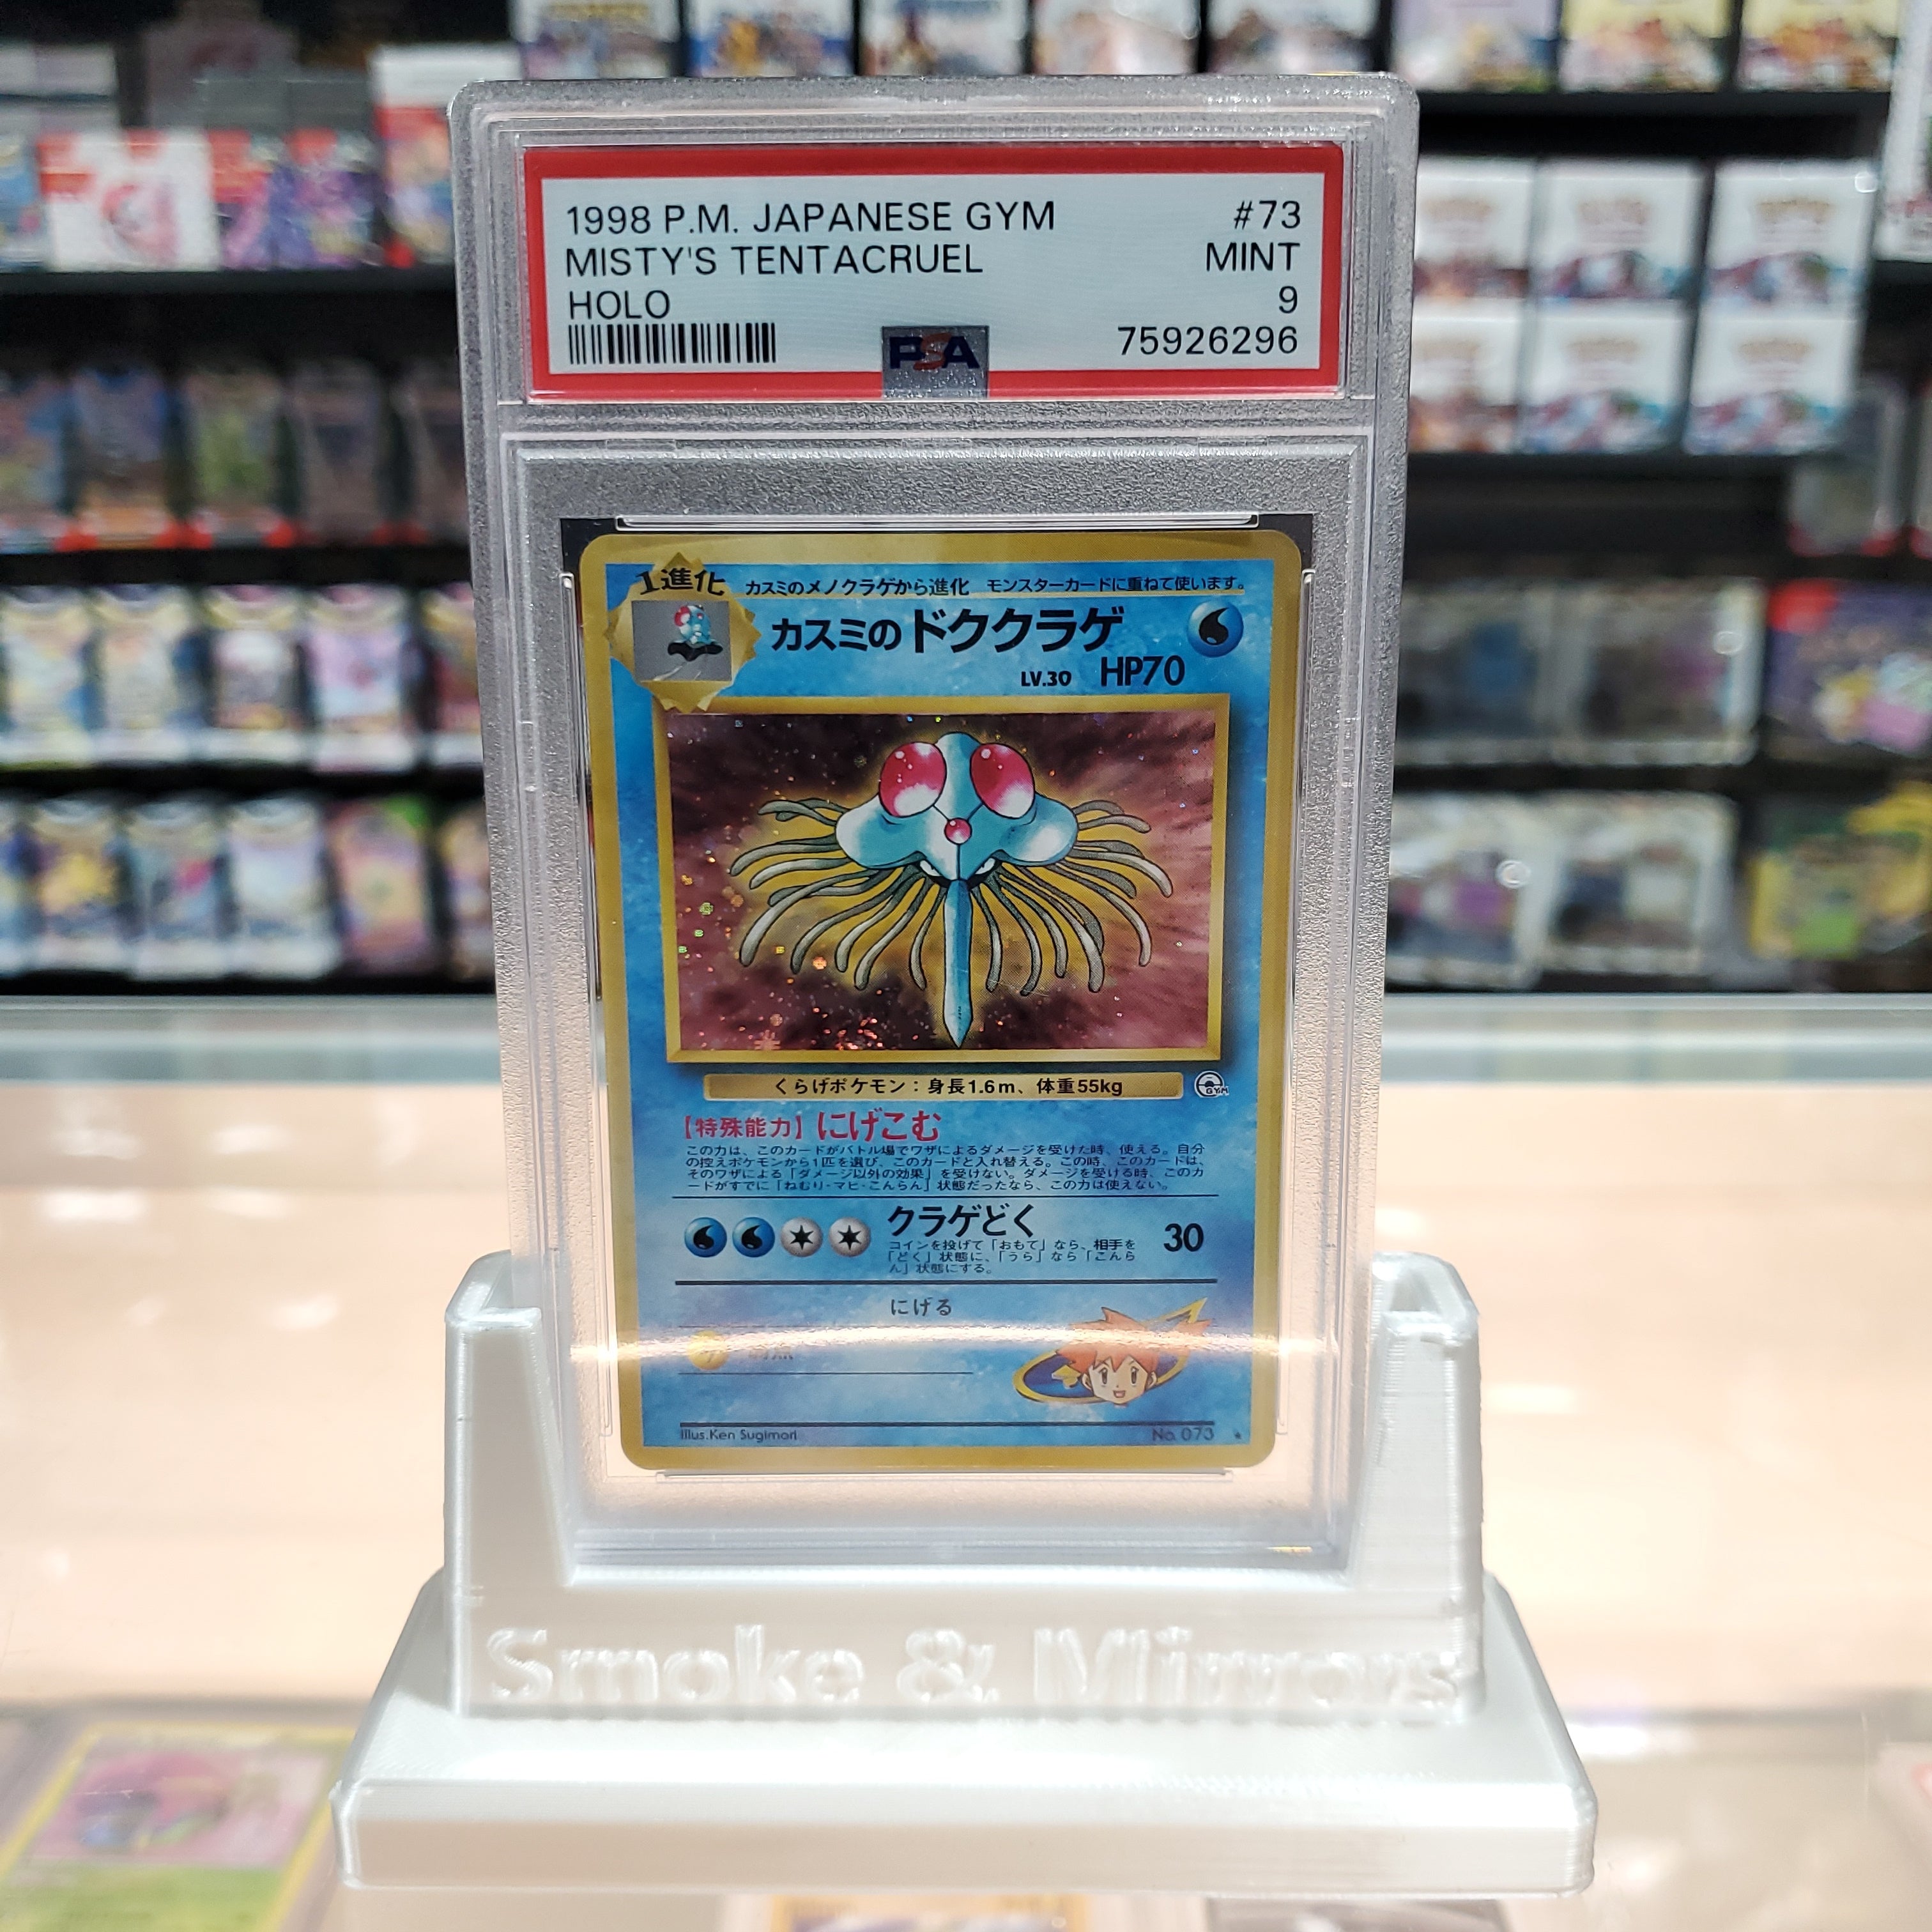 1998 P.M. JAPANESE GYM #73
MISTY'S TENTACRUEL MINT
HOLO 9
75926296
PSA
1進化 カスミのメノクラゲから進化 モンスターカードに重ねて使います。
カスミのドククラゲ
LV.30 HP70
くらげポケモン：身長1.6m、体重55kg
GYM
【特殊能力】にげこむ
この力は、このカードがバトル場でワザによるダメージを受けた時、使える。自分
の控えポケモンから1匹を選び、このカードと入れ替える。この時、このカードは、
そのワザによる「ダメージ以外の効果」を受けない。ダメージを受ける時、このカ
ードがすでに「ねむり・マヒ・こんらん」状態だったなら、この力は使えない。
クラゲどく 30
コインを投げて「おもて」なら、相手を
「どく」状態に、「うら」なら「こんら
ん」状態にする。
にげる
弱点
Illus.Ken Sugimori No. 073
Smoke & Mirrors